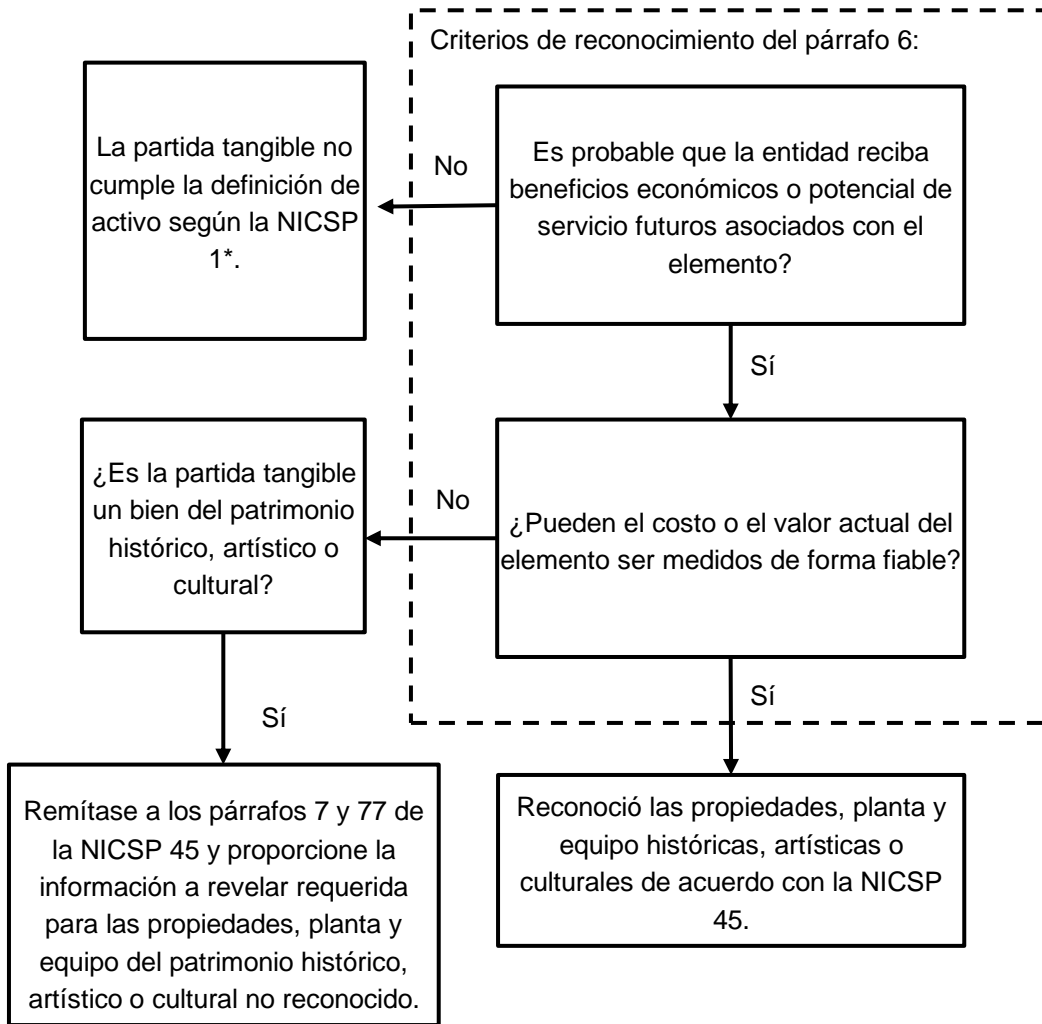 Criterios de reconocimiento del párrafo 6:
La partida tangible no
cumple la definición de
activo según la NICSP
1*.
No
Es probable que la entidad reciba
beneficios económicos o potencial de
servicio futuros asociados con el
elemento?
Sí
¿Es la partida tangible
un bien del patrimonio
histórico, artístico o
cultural?
No
¿Pueden el costo o el valor actual del
elemento ser medidos de forma fiable?
Sí
Sí
Remítase a los párrafos 7 y 77 de
la NICSP 45 y proporcione la
información a revelar requerida
para las propiedades, planta y
equipo del patrimonio histórico,
artístico o cultural no reconocido.
Reconoció las propiedades, planta y
equipo históricas, artísticas o
culturales de acuerdo con la NICSP
45.